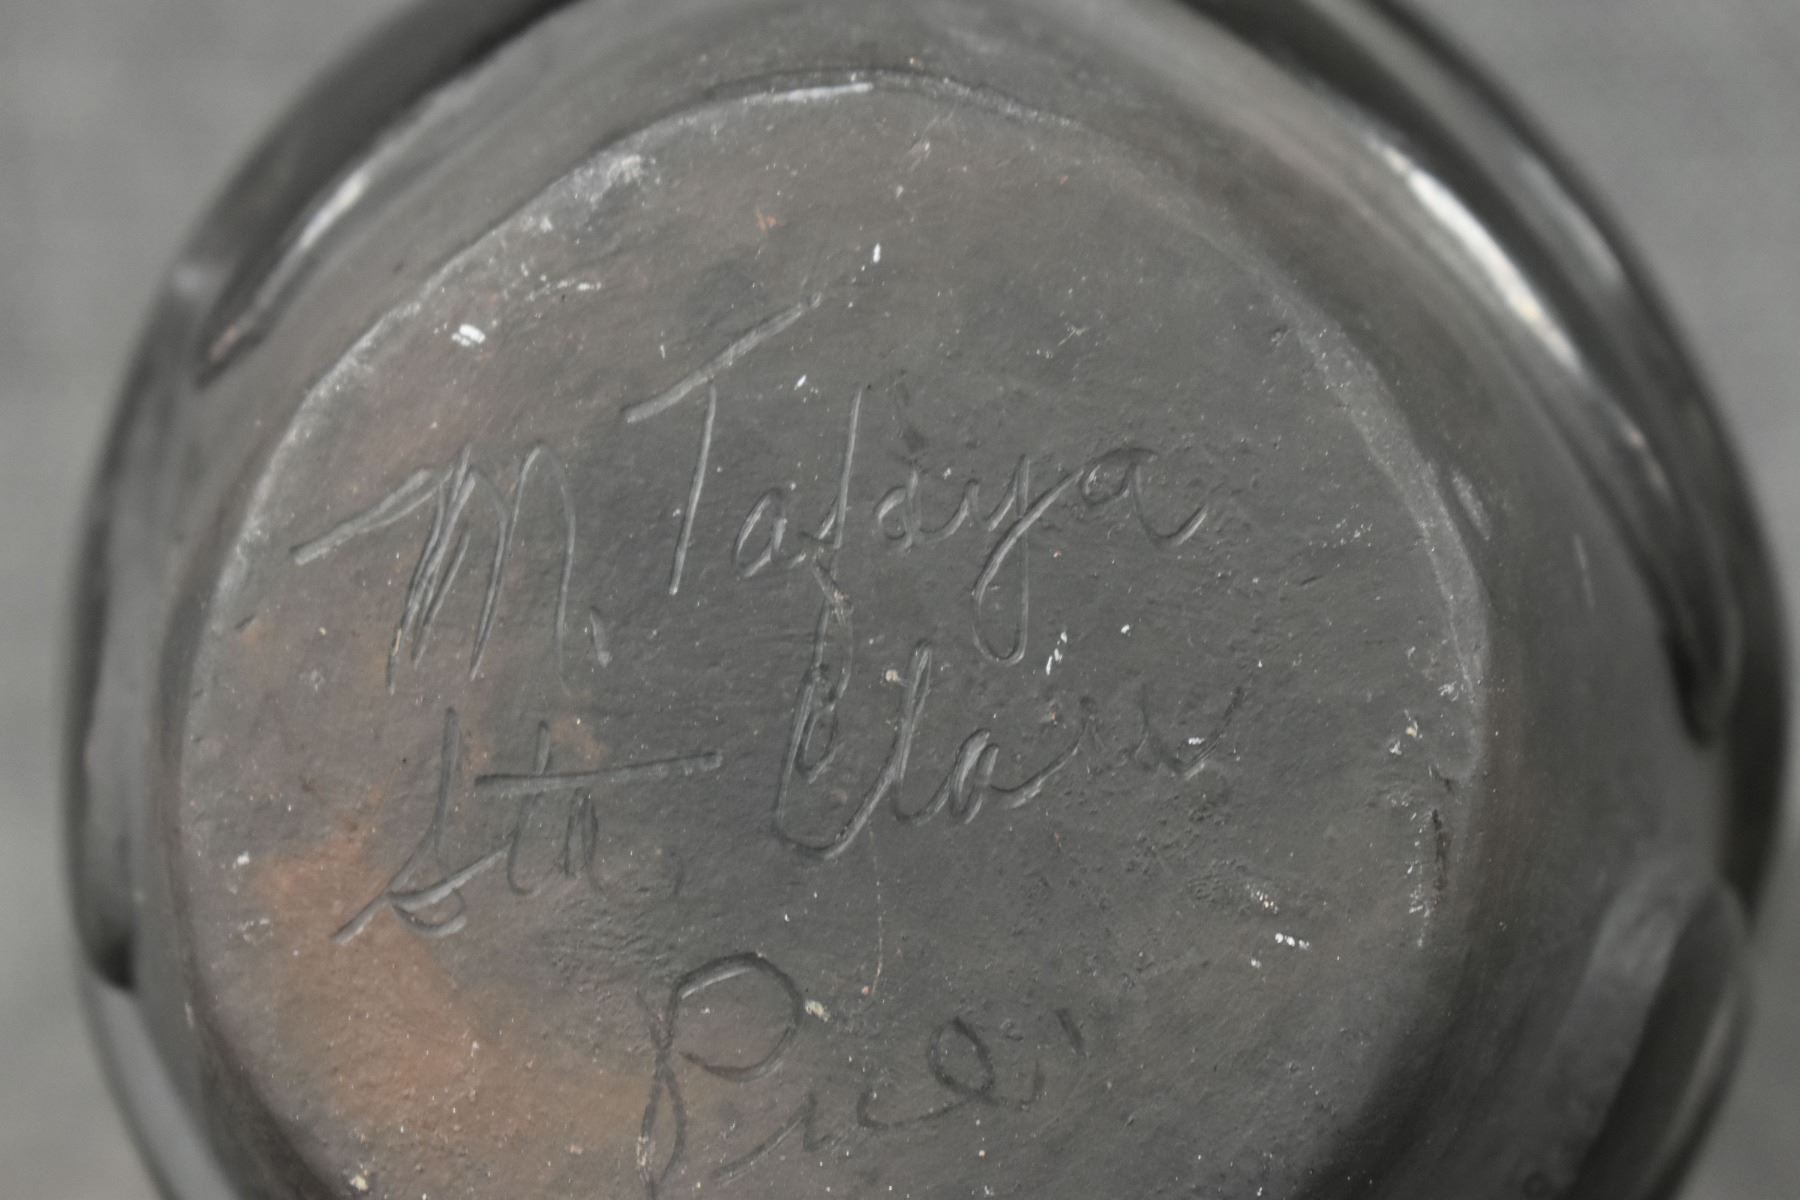 M. Tafoya
Sta. Clara
Pue